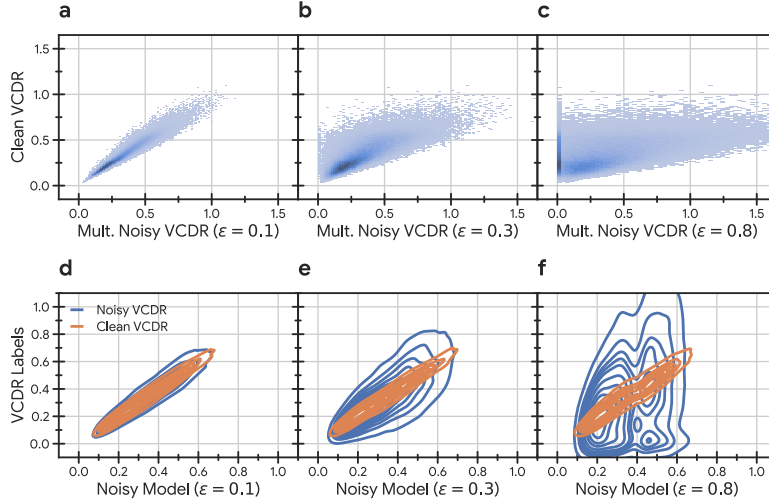 a b c
1.5
1.0
0.5
0.0
Clean VCDR
0.0 0.5 1.0 1.5 0.0 0.5 1.0 1.5 0.0 0.5 1.0 1.5
Mult. Noisy VCDR (ε = 0.1) Mult. Noisy VCDR (ε = 0.3) Mult. Noisy VCDR (ε = 0.8)
d e f
1.0
0.8
0.6
0.4
0.2
0.0
VCDR Labels
Noisy VCDR
Clean VCDR
0.0 0.2 0.4 0.6 0.8 1.0 0.0 0.2 0.4 0.6 0.8 1.0 0.0 0.2 0.4 0.6 0.8 1.0
Noisy Model (ε = 0.1) Noisy Model (ε = 0.3) Noisy Model (ε = 0.8)